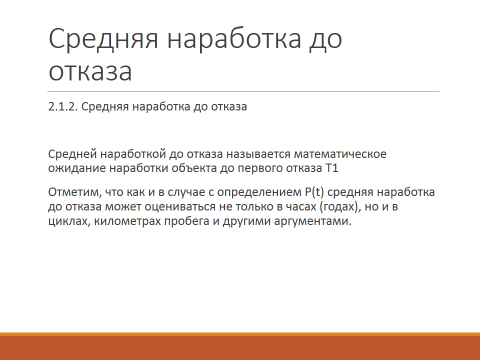 Средняя наработка до
отказа
2.1.2. Средняя наработка до отказа
Средней наработкой до отказа называется математическое
ожидание наработки объекта до первого отказа T1
Отметим, что как и в случае с определением P(t) средняя наработка
до отказа может оцениваться не только в часах (годах), но и в
циклах, километрах пробега и другими аргументами.